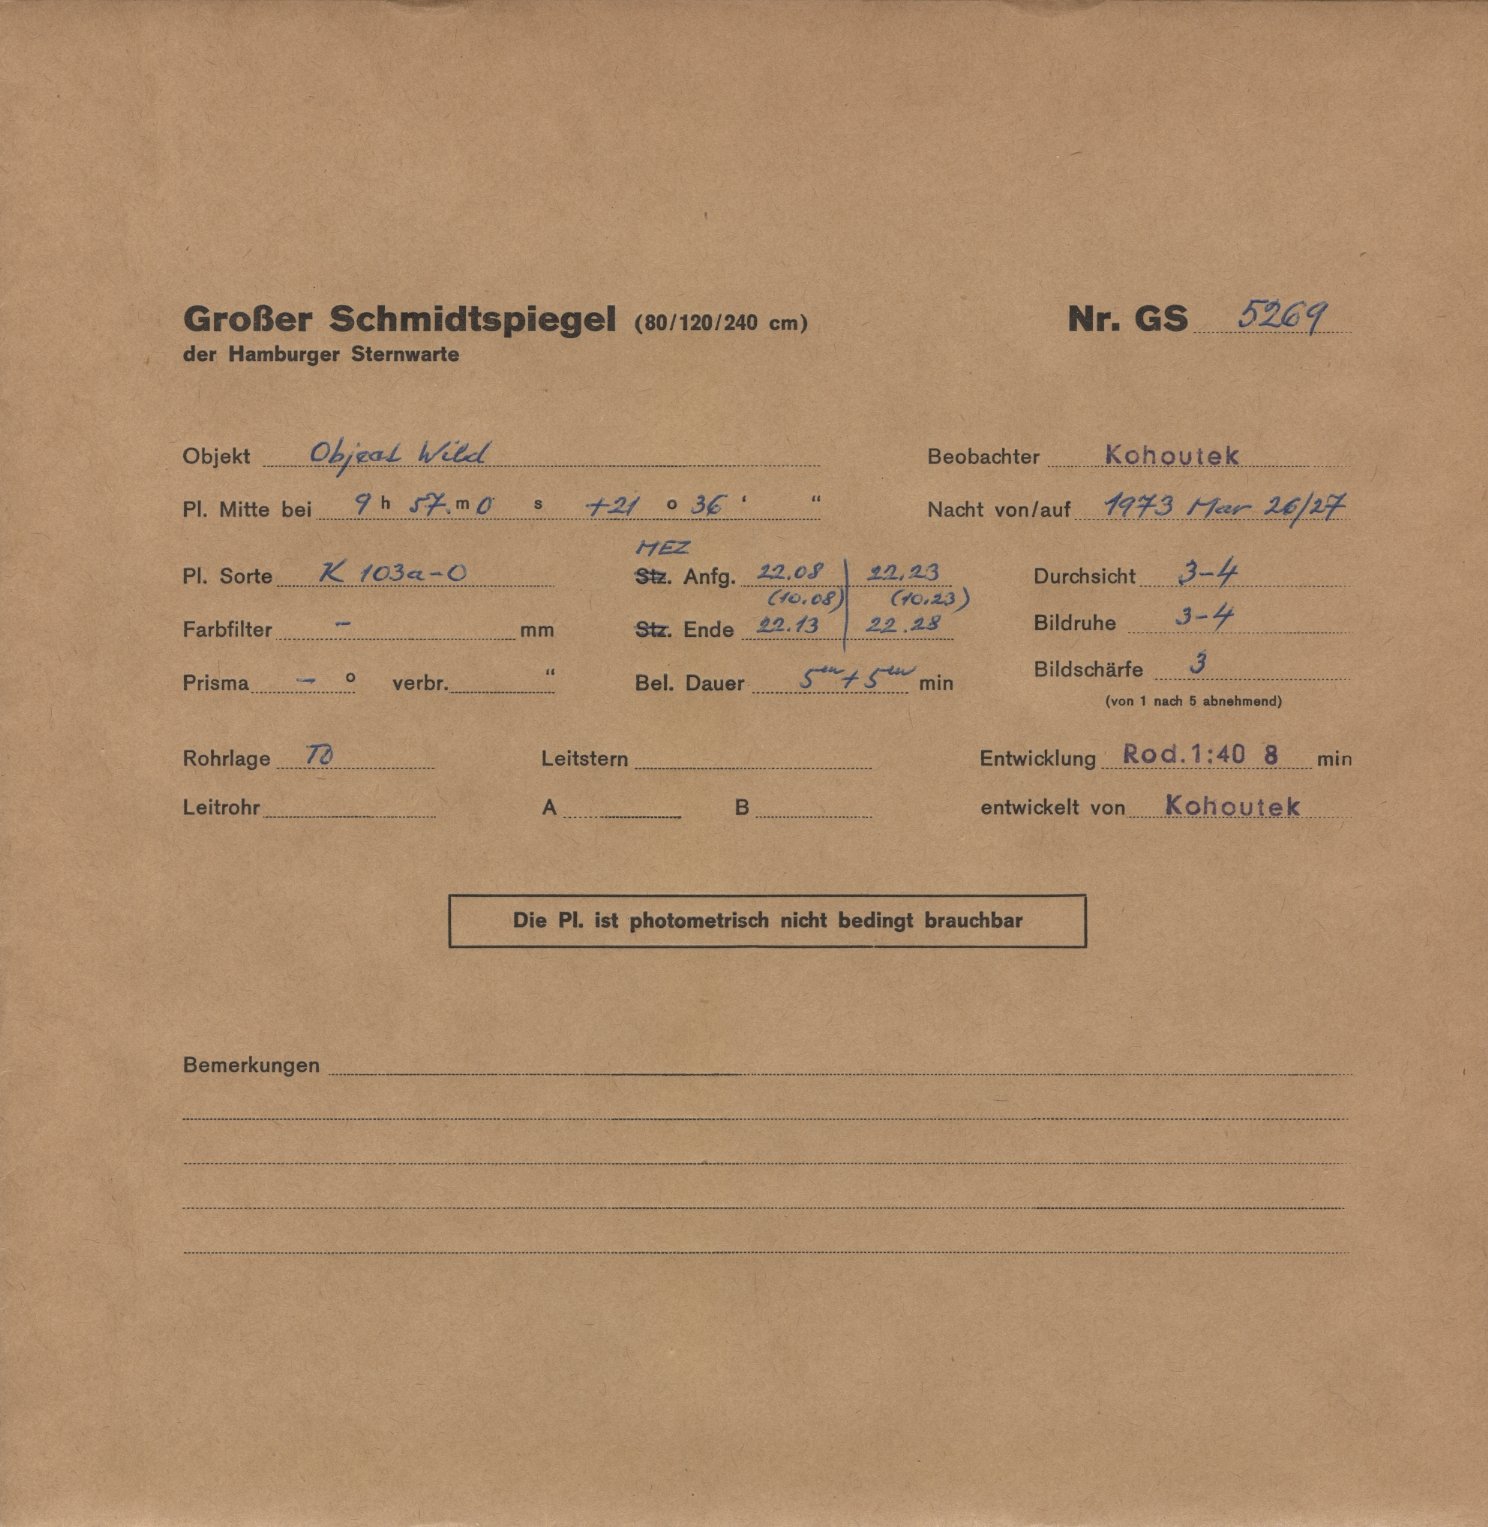 Großer Schmidtspiegel (80/120/240 cm) Nr. GS 5269
der Hamburger Sternwarte
Objekt Object Wild Beobachter Kohoutek
Pl. Mitte bei 9 h 57. m 0 s +21 o 36 ' “ Nacht von/auf 1973 Mar 26/27
MEZ
Pl. Sorte K 103a-O Stz. Anfg. 22.08 | 22.23 Durchsicht 3-4
(10.08) (10.23)
Farbfilter - mm Stz. Ende 22.13 | 22.28 Bildruhe 3-4
Prisma - o verbr. “ Bel. Dauer 5m + 5m min Bildschärfe 3
(von 1 nach 5 abnehmend)
Rohrlage TO Leitstern Entwicklung Rod. 1:40 8 min
Leitrohr A B entwickelt von Kohoutek
Die Pl. ist photometrisch nicht bedingt brauchbar
Bemerkungen